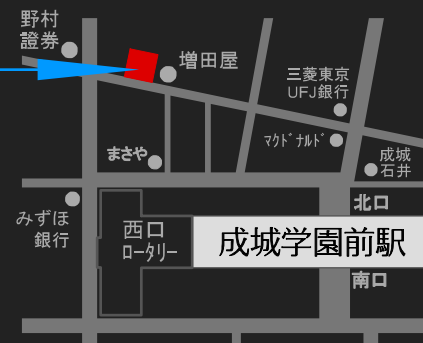 野村
證券
増田屋
三菱東京
UFJ銀行
まさや
ﾏｸﾄﾞﾅﾙﾄﾞ
成城
石井
みずほ
銀行
西口
ﾛｰﾀﾘｰ
北口
成城学園前駅
南口